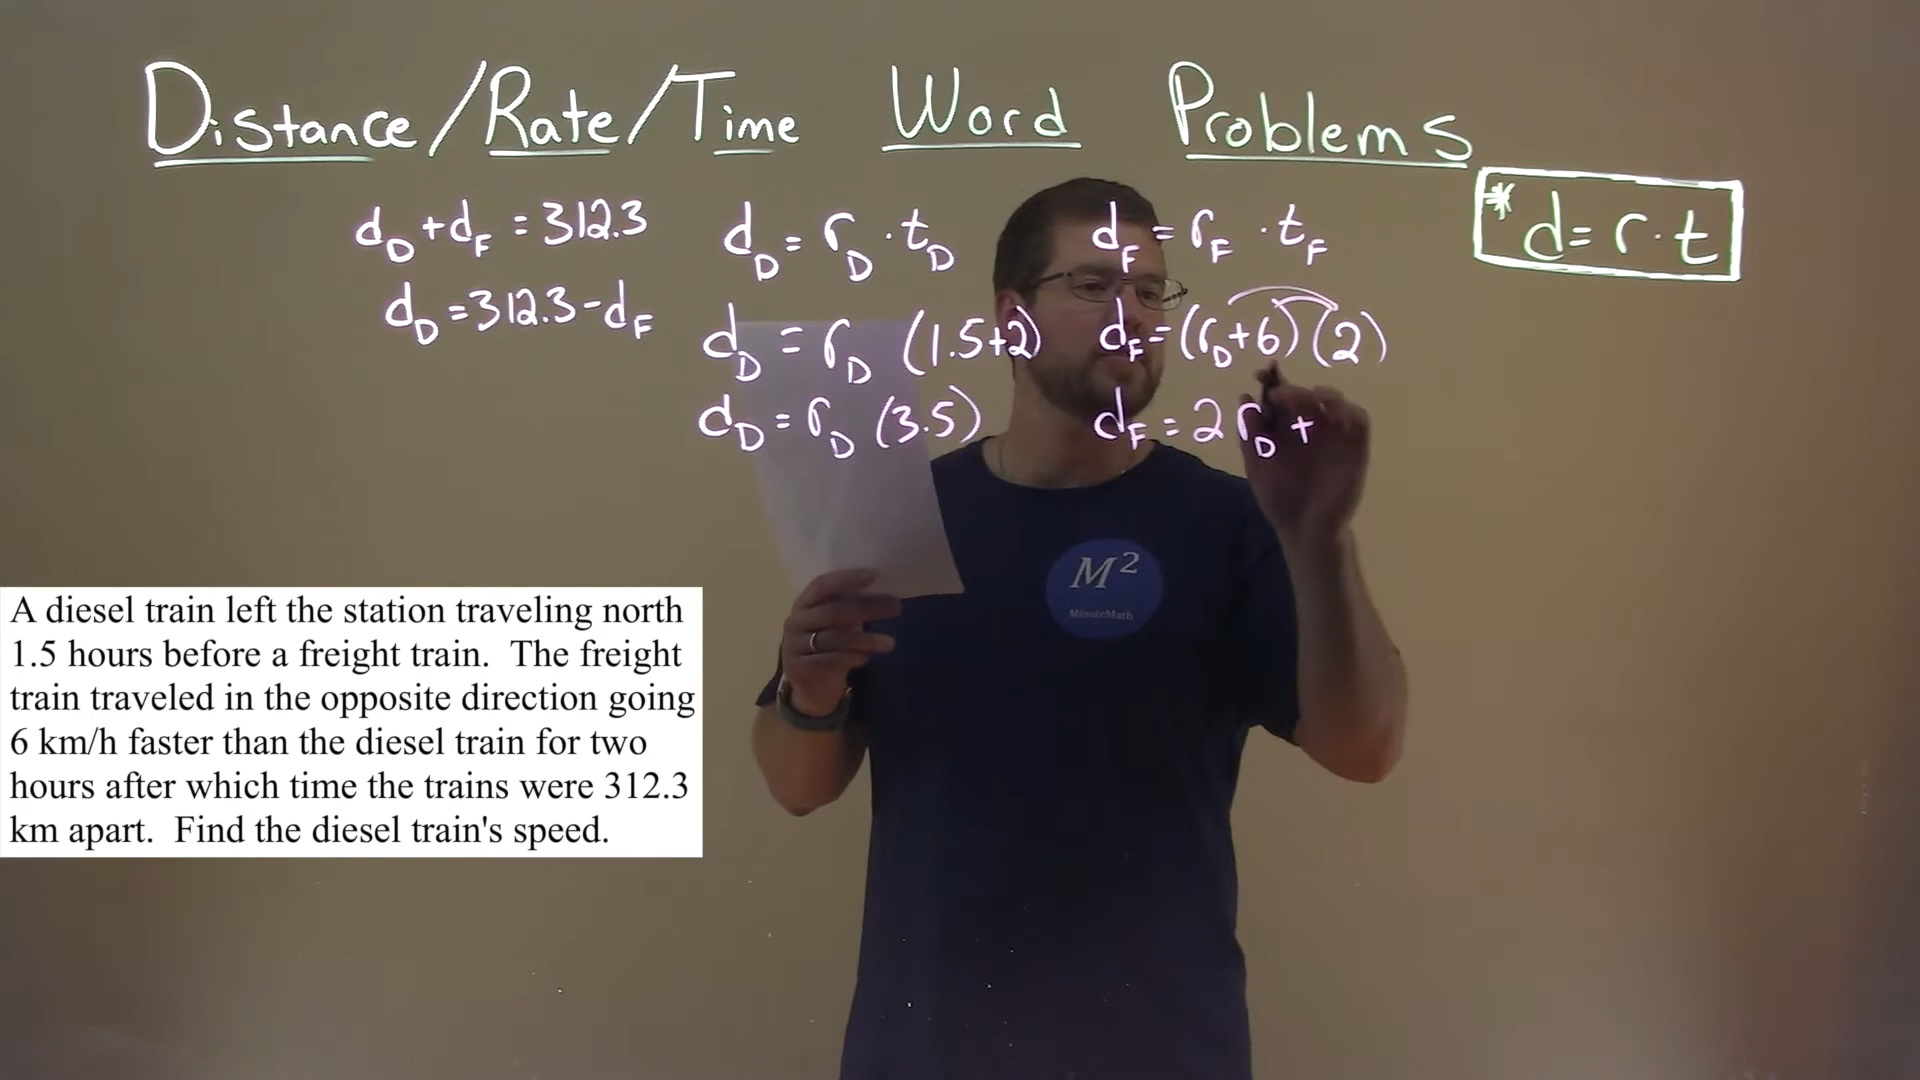 Distance/Rate/Time Word Problems
* d = r · t
d_D + d_F = 312.3
d_D = 312.3 - d_F
d_D = r_D · t_D
d_D = r_D (1.5+2)
d_D = r_D (3.5)
d_F = r_F · t_F
d_F = (r_D + 6)(2)
d_F = 2 r_D +
M²
MinuteMath
A diesel train left the station traveling north
1.5 hours before a freight train. The freight
train traveled in the opposite direction going
6 km/h faster than the diesel train for two
hours after which time the trains were 312.3
km apart. Find the diesel train's speed.